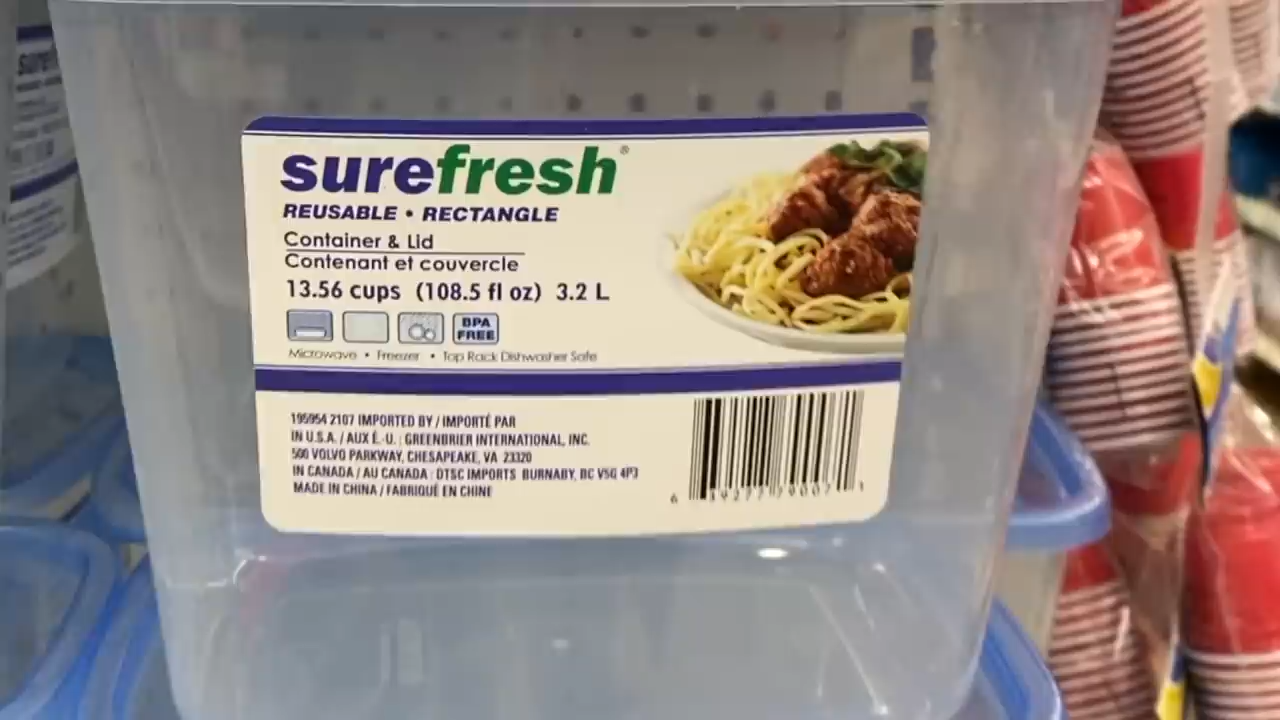 surefresh®
REUSABLE • RECTANGLE
Container & Lid
Contenant et couvercle
13.56 cups (108.5 fl oz) 3.2 L
BPA
FREE
Microwave • Freezer • Top Rack Dishwasher Safe
195954 2107 IMPORTED BY / IMPORTÉ PAR
IN U.S.A. / AUX É.-U. : GREENBRIER INTERNATIONAL, INC.
500 VOLVO PARKWAY, CHESAPEAKE, VA 23320
IN CANADA / AU CANADA : DTSC IMPORTS BURNABY, BC V5G 4P3
MADE IN CHINA / FABRIQUÉ EN CHINE